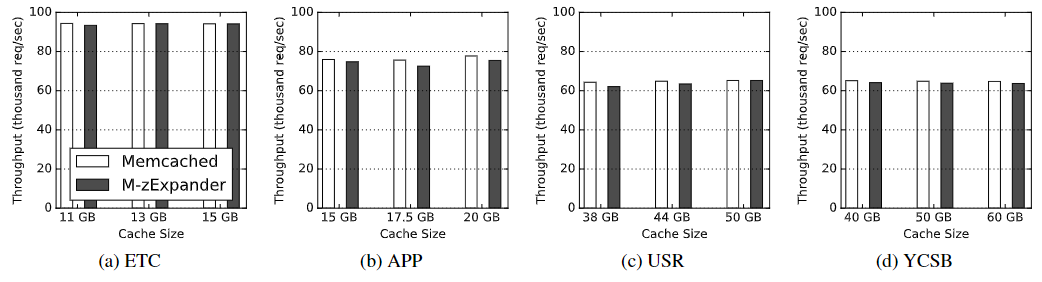 100
80
60
40
20
0
Throughput (thousand req/sec)
Memcached
M-zExpander
11 GB 13 GB 15 GB
Cache Size
(a) ETC
100
80
60
40
20
0
Throughput (thousand req/sec)
15 GB 17.5 GB 20 GB
Cache Size
(b) APP
100
80
60
40
20
0
Throughput (thousand req/sec)
38 GB 44 GB 50 GB
Cache Size
(c) USR
100
80
60
40
20
0
Throughput (thousand req/sec)
40 GB 50 GB 60 GB
Cache Size
(d) YCSB